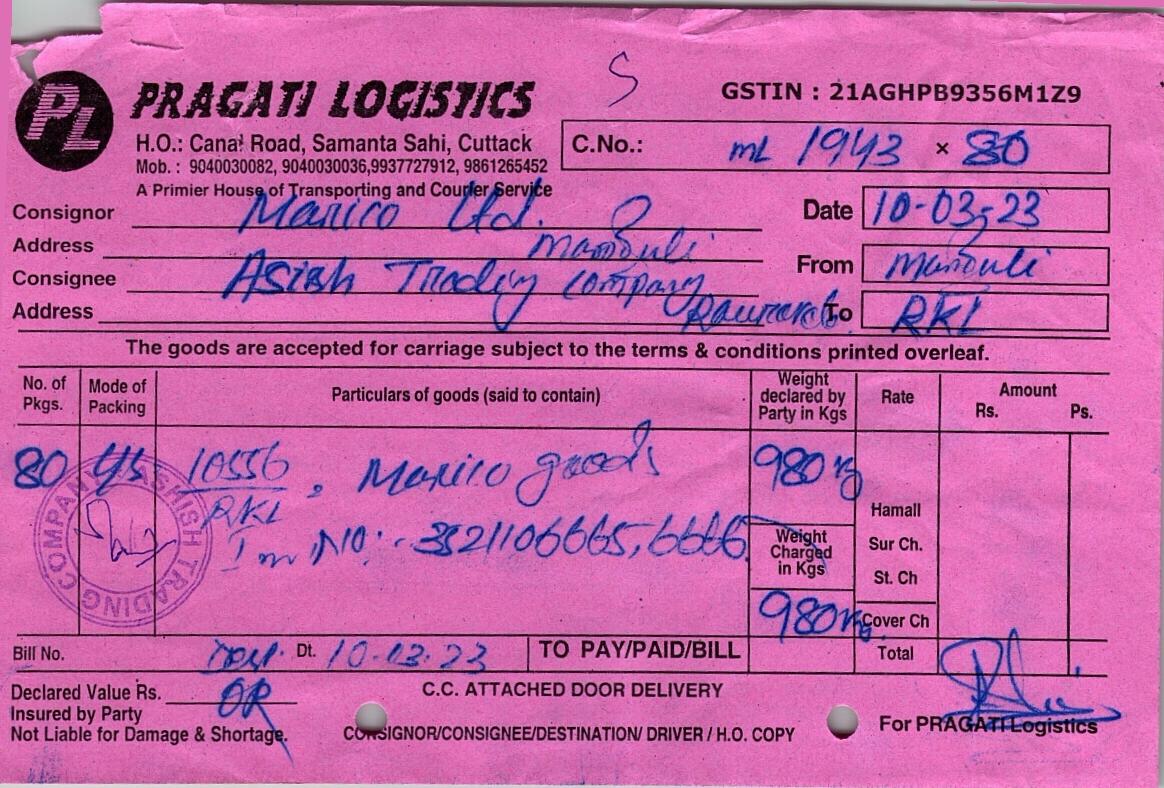 S
PL
PRAGATI LOGISTICS
GSTIN : 21AGHPB9356M1Z9
H.O.: Canal Road, Samanta Sahi, Cuttack
Mob. : 9040030082, 9040030036,9937727912, 9861265452
A Primier House of Transporting and Courier Service
C.No.: mL 1943 × 80
Consignor Marico Ltd.
Date 10-03-23
Address Manguli
From Manguli
Consignee Asish Trading Company
Address
To RKL
The goods are accepted for carriage subject to the terms & conditions printed overleaf.
No. of Pkgs. Mode of Packing Particulars of goods (said to contain) Weight declared by Party in Kgs Rate Amount Rs. Ps.
80 10556 , Marico goods 980 kg
RKL
NO:- 3521106665, 6666
Hamall
Weight Charged in Kgs
Sur Ch.
St. Ch
980 kg
Cover Ch
ASHISH TRADING COMPANY
Bill No. Dt. 10-03-23 TO PAY/PAID/BILL Total
Declared Value Rs. OR
C.C. ATTACHED DOOR DELIVERY
Insured by Party
Not Liable for Damage & Shortage.
CONSIGNOR/CONSIGNEE/DESTINATION/ DRIVER / H.O. COPY
For PRAGATI Logistics